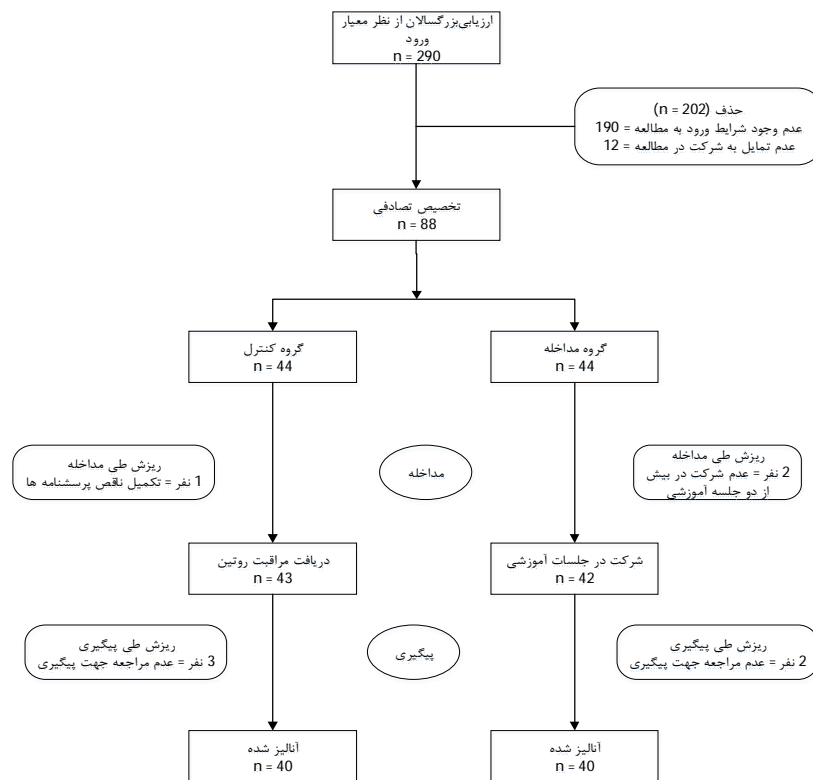 ارزیابی‌بزرگسالان از نظر معیار
ورود
n = 290
حذف (n = 202)
عدم وجود شرایط ورود به مطالعه = 190
عدم تمایل به شرکت در مطالعه = 12
تخصیص تصادفی
n = 88
گروه مداخله
n = 44
گروه کنترل
n = 44
ریزش طی مداخله
2 نفر = عدم شرکت در بیش
از دو جلسه آموزشی
مداخله
ریزش طی مداخله
1 نفر = تکمیل ناقص پرسشنامه ها
شرکت در جلسات آموزشی
n = 42
دریافت مراقبت روتین
n = 43
ریزش طی پیگیری
2 نفر = عدم مراجعه جهت پیگیری
پیگیری
ریزش طی پیگیری
3 نفر = عدم مراجعه جهت پیگیری
آنالیز شده
n = 40
آنالیز شده
n = 40